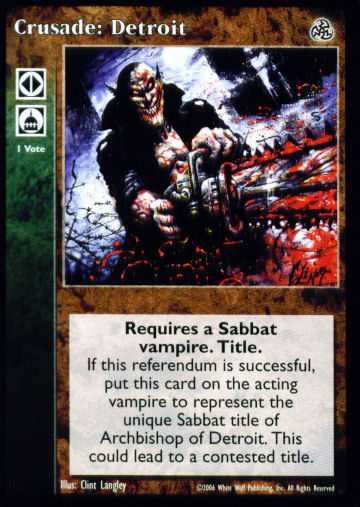 Crusade: Detroit
1 Vote
Requires a Sabbat
vampire. Title.
If this referendum is successful,
put this card on the acting
vampire to represent the
unique Sabbat title of
Archbishop of Detroit. This
could lead to a contested title.
Illus: Clint Langley
©2006 White Wolf Publishing, Inc. All Rights Reserved